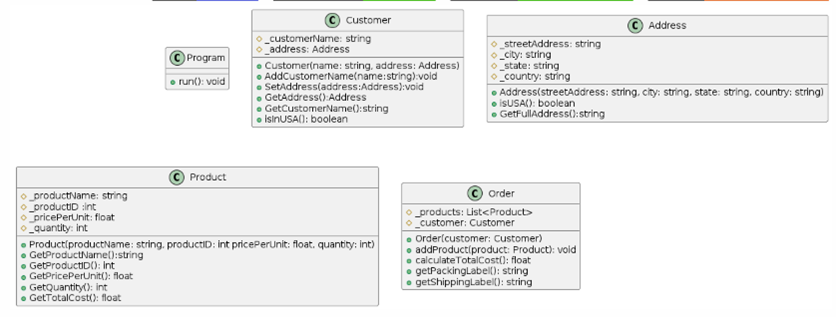 C Program
run(): void
C Customer
_customerName: string
_address: Address
Customer(name: string, address: Address)
AddCustomerName(name:string):void
SetAddress(address:Address):void
GetAddress():Address
GetCustomerName():string
IsInUSA(): boolean
C Address
_streetAddress: string
_city: string
_state: string
_country: string
Address(streetAddress: string, city: string, state: string, country: string)
isUSA(): boolean
GetFullAddress():string
C Product
_productName: string
_productID :int
_pricePerUnit: float
_quantity: int
Product(productName: string, productID: int pricePerUnit: float, quantity: int)
GetProductName():string
GetProductID(): int
GetPricePerUnit(): float
GetQuantity(): int
GetTotalCost(): float
C Order
_products: List<Product>
_customer: Customer
Order(customer: Customer)
addProduct(product: Product): void
calculateTotalCost(): float
getPackingLabel(): string
getShippingLabel(): string